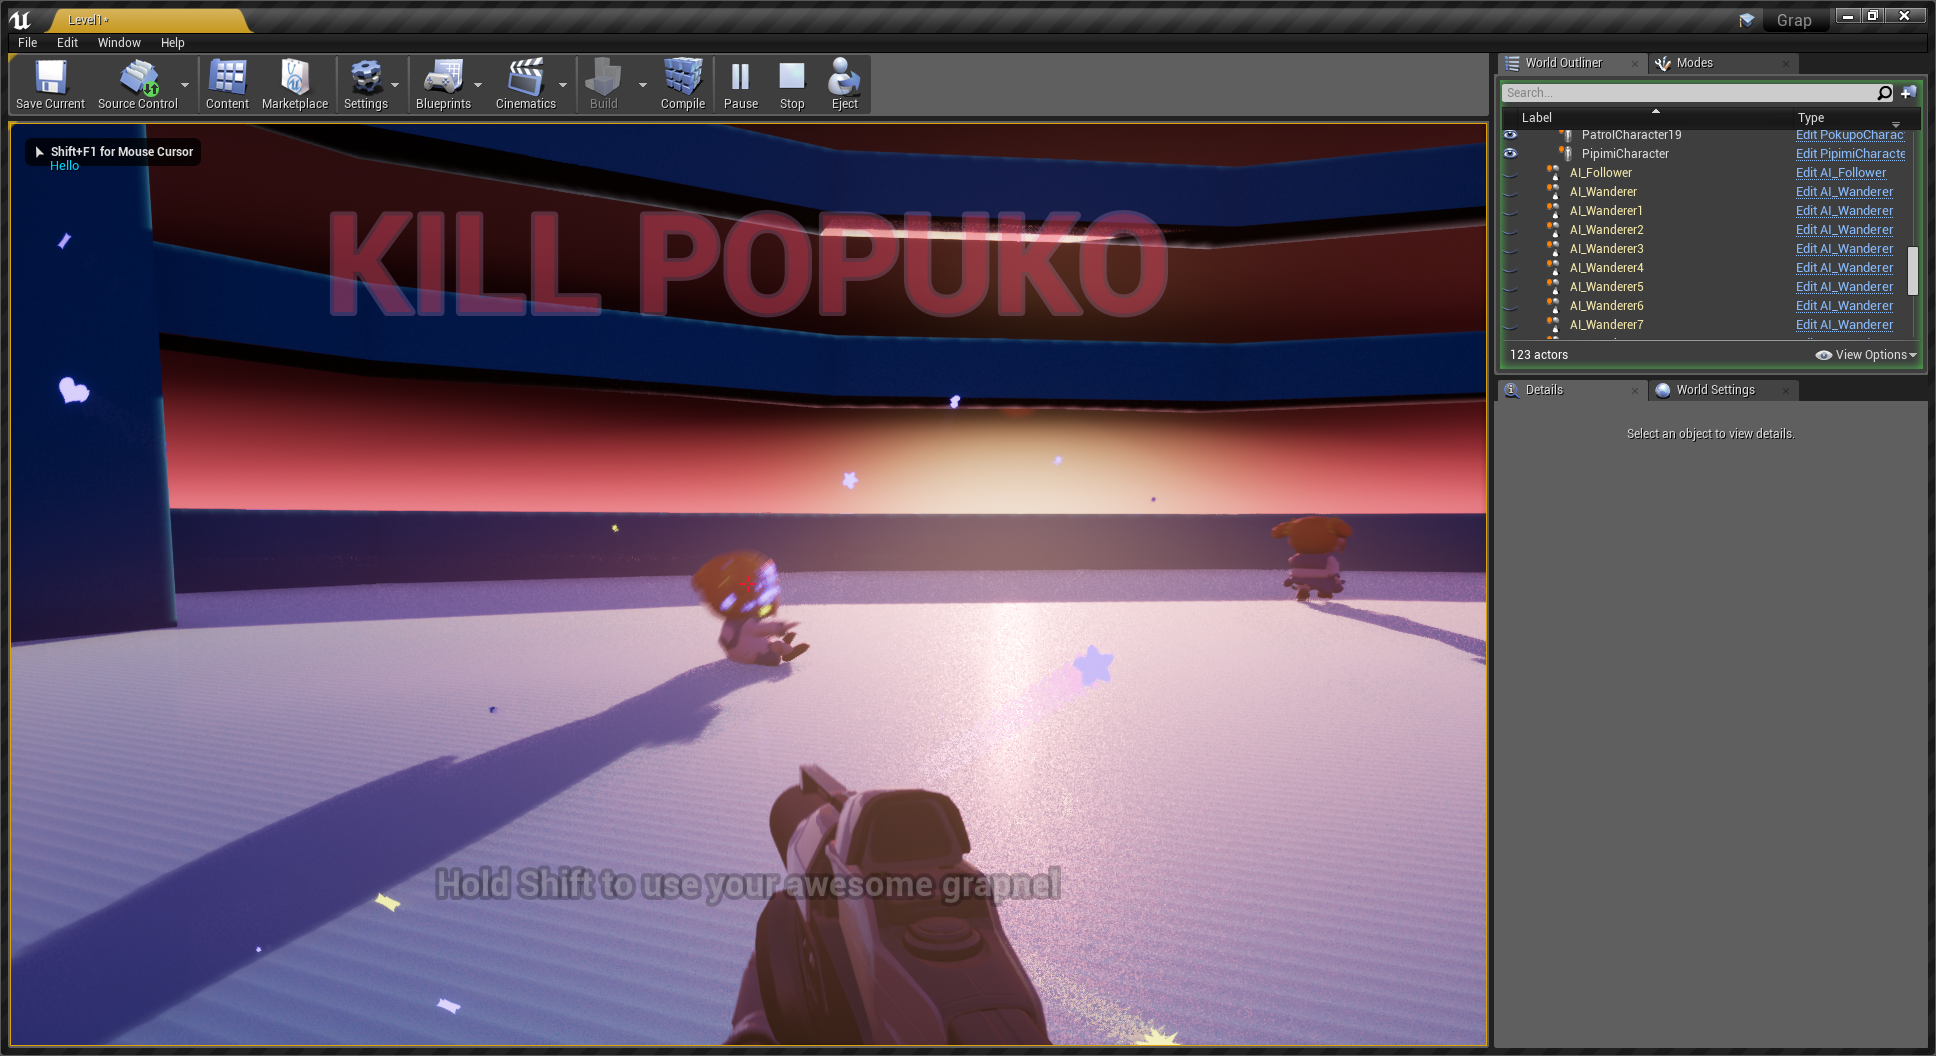 Level1*
Grap
File Edit Window Help
Save Current Source Control Content Marketplace Settings Blueprints Cinematics Build Compile Pause Stop Eject
World Outliner Modes
Search...
Label Type
PatrolCharacter19 Edit PokupoCharac
PipimiCharacter Edit PipimiCharacte
AI_Follower Edit AI_Follower
AI_Wanderer Edit AI_Wanderer
AI_Wanderer1 Edit AI_Wanderer
AI_Wanderer2 Edit AI_Wanderer
AI_Wanderer3 Edit AI_Wanderer
AI_Wanderer4 Edit AI_Wanderer
AI_Wanderer5 Edit AI_Wanderer
AI_Wanderer6 Edit AI_Wanderer
AI_Wanderer7 Edit AI_Wanderer
123 actors View Options
Details World Settings
Select an object to view details.
Shift+F1 for Mouse Cursor
Hello
KILL POPUKO
Hold Shift to use your awesome grapnel